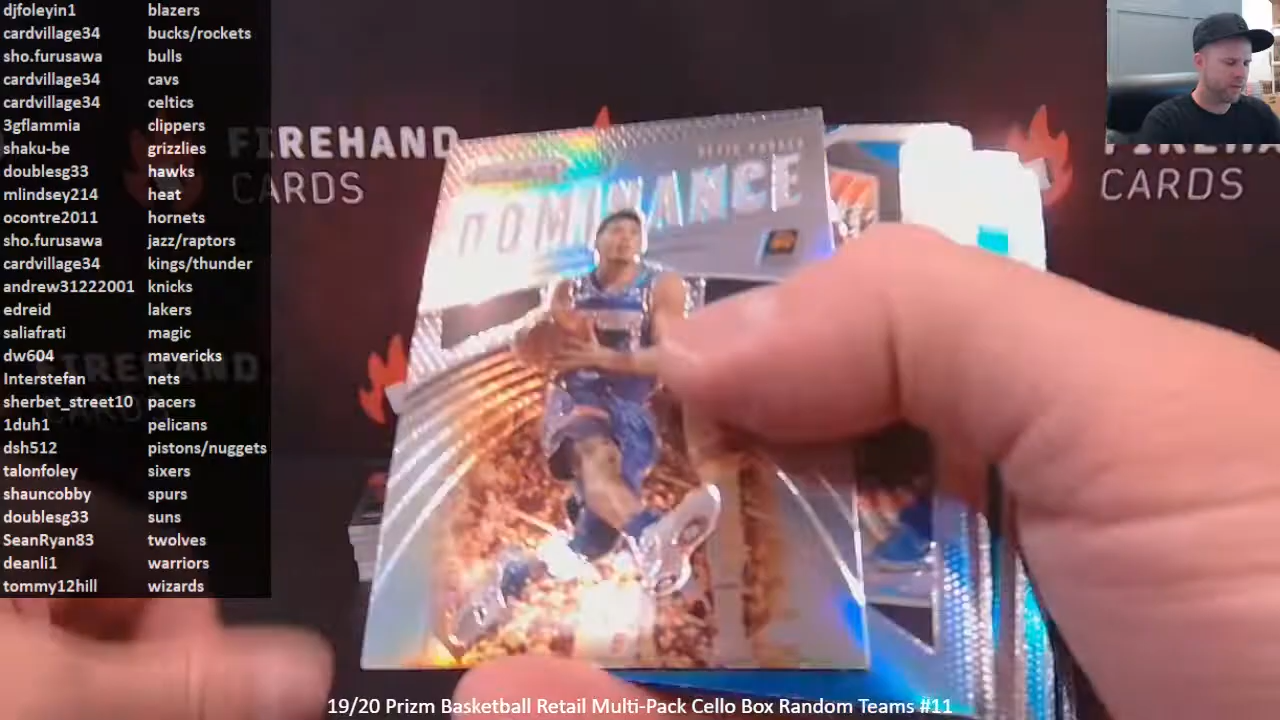 djfoleyin1 blazers
cardvillage34 bucks/rockets
sho.furusawa bulls
cardvillage34 cavs
cardvillage34 celtics
3gflammia clippers
shaku-be grizzlies
doublesg33 hawks
mlindsey214 heat
ocontre2011 hornets
sho.furusawa jazz/raptors
cardvillage34 kings/thunder
andrew31222001 knicks
edreid lakers
saliafrati magic
dw604 mavericks
Interstefan nets
sherbet_street10 pacers
1duh1 pelicans
dsh512 pistons/nuggets
talonfoley sixers
shauncobby spurs
doublesg33 suns
SeanRyan83 twolves
deanli1 warriors
tommy12hill wizards
FIREHAND
CARDS
DOMINANCE
CARDS
FIREHAND
19/20 Prizm Basketball Retail Multi-Pack Cello Box Random Teams #11